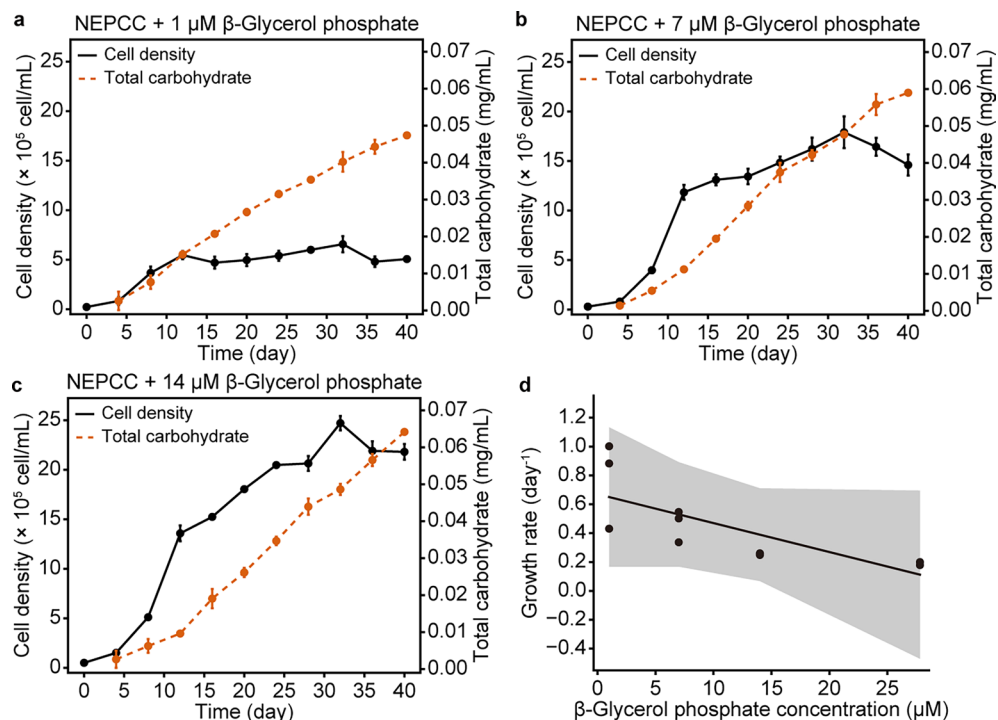 a
NEPCC + 1 μM β-Glycerol phosphate
Cell density
Total carbohydrate
Cell density (× 10⁵ cell/mL)
25
20
15
10
5
0
0.07
0.06
0.05
0.04
0.03
0.02
0.01
0.00
Total carbohydrate (mg/mL)
0 5 10 15 20 25 30 35 40
Time (day)
b
NEPCC + 7 μM β-Glycerol phosphate
Cell density
Total carbohydrate
Cell density (× 10⁵ cell/mL)
25
20
15
10
5
0
0.07
0.06
0.05
0.04
0.03
0.02
0.01
0.00
Total carbohydrate (mg/mL)
0 5 10 15 20 25 30 35 40
Time (day)
c
NEPCC + 14 μM β-Glycerol phosphate
Cell density
Total carbohydrate
Cell density (× 10⁵ cell/mL)
25
20
15
10
5
0
0.07
0.06
0.05
0.04
0.03
0.02
0.01
0.00
Total carbohydrate (mg/mL)
0 5 10 15 20 25 30 35 40
Time (day)
d
Growth rate (day⁻¹)
1.2
1.0
0.8
0.6
0.4
0.2
0.0
−0.2
−0.4
0 5 10 15 20 25
β-Glycerol phosphate concentration (μM)